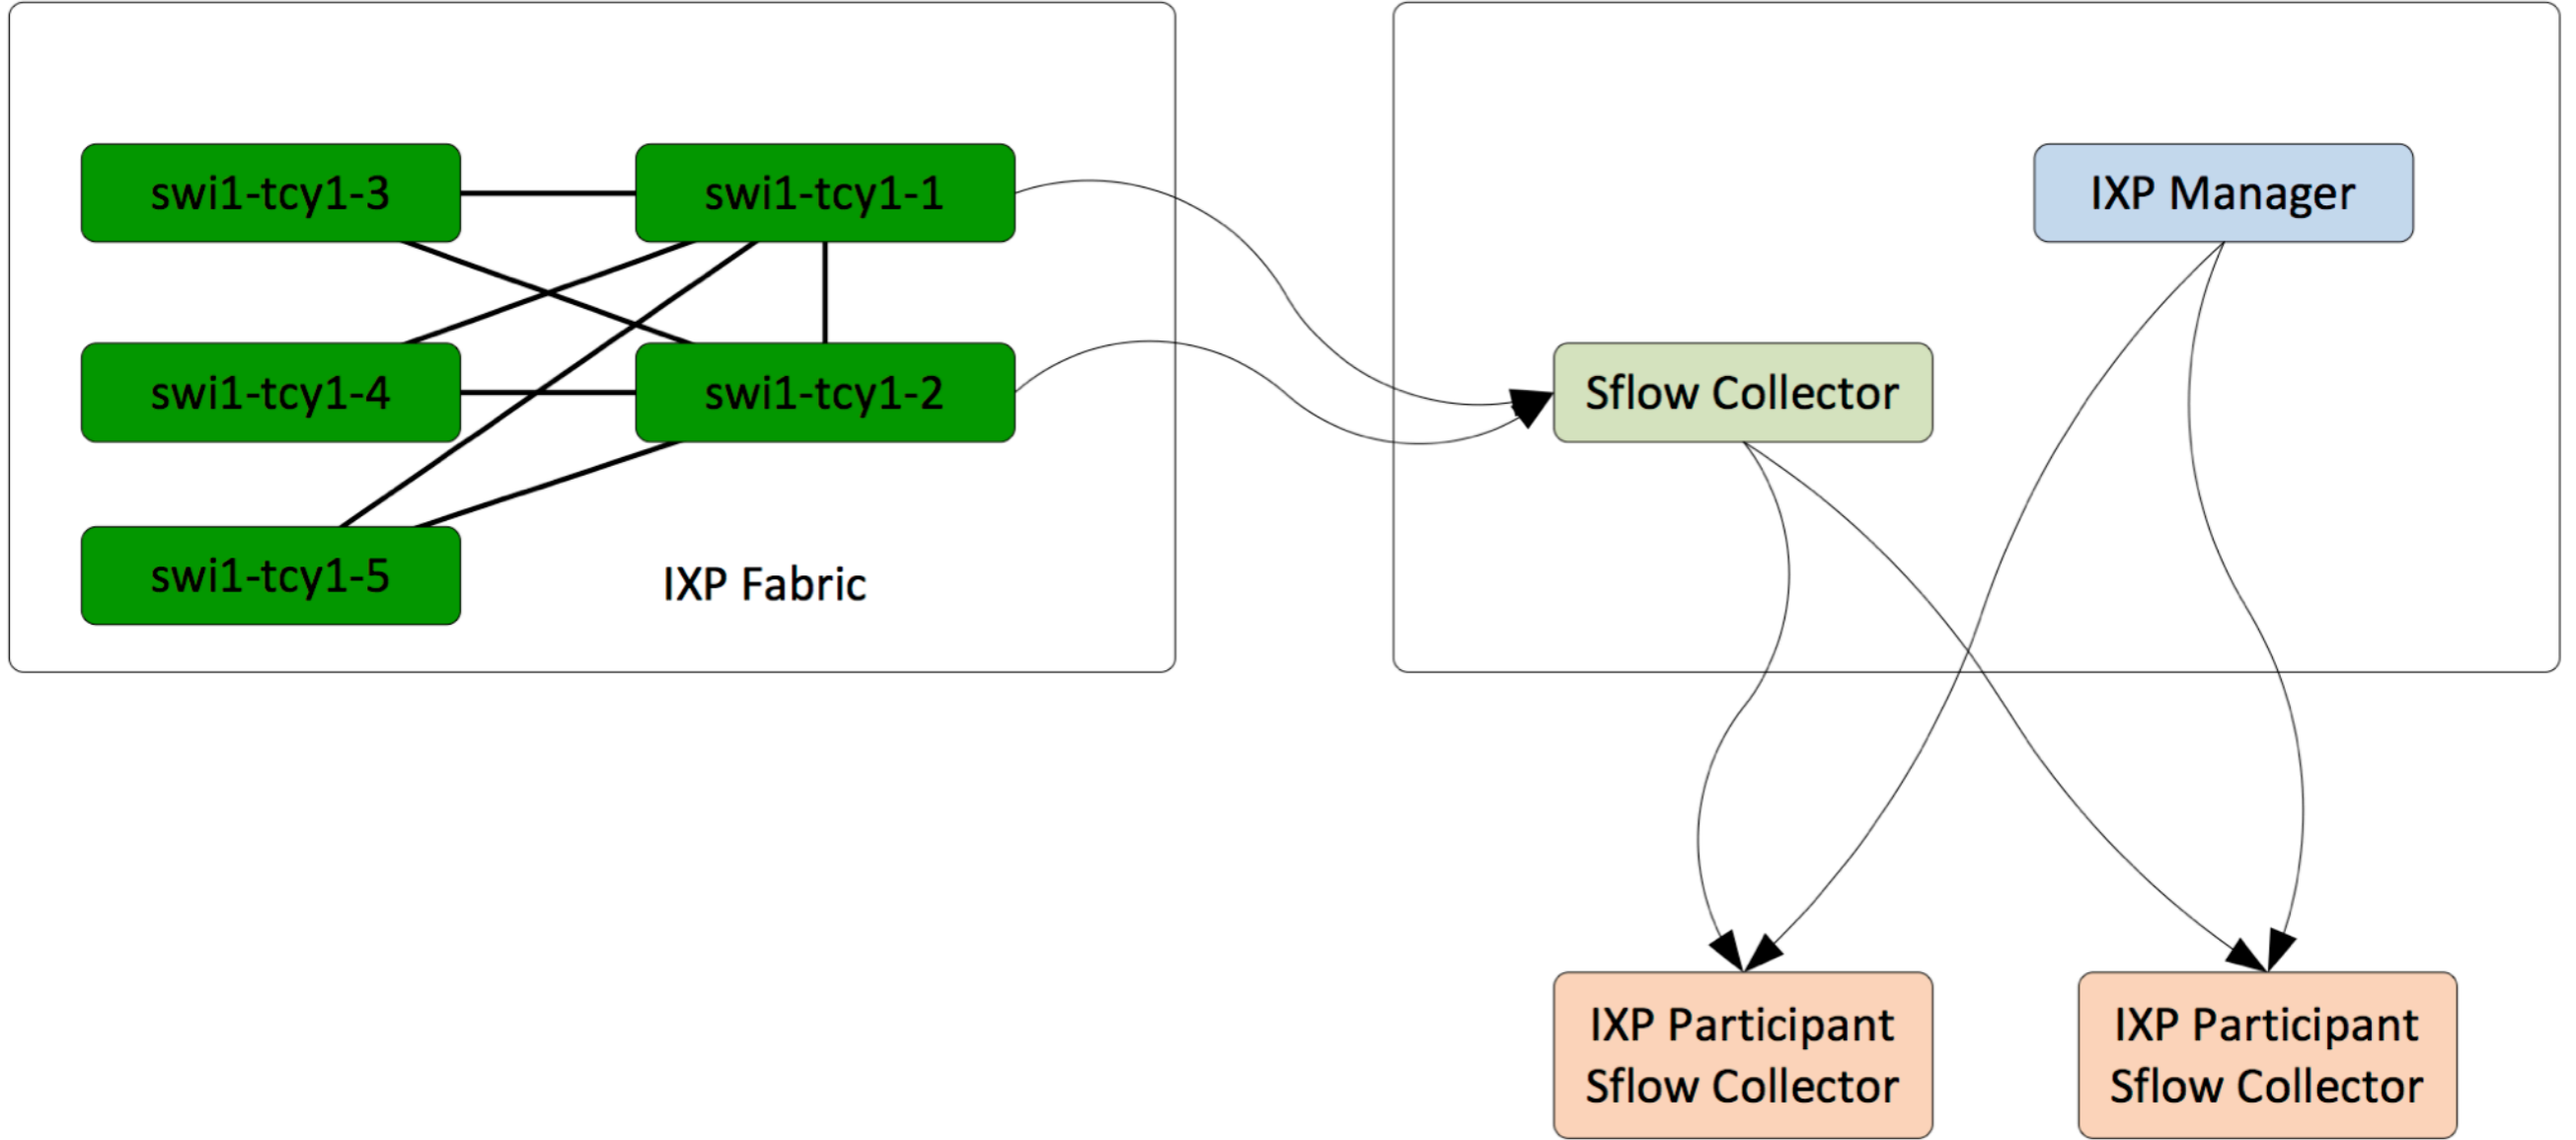 swi1-tcy1-3
swi1-tcy1-1
IXP Manager
swi1-tcy1-4
swi1-tcy1-2
Sflow Collector
swi1-tcy1-5
IXP Fabric
IXP Participant
Sflow Collector
IXP Participant
Sflow Collector